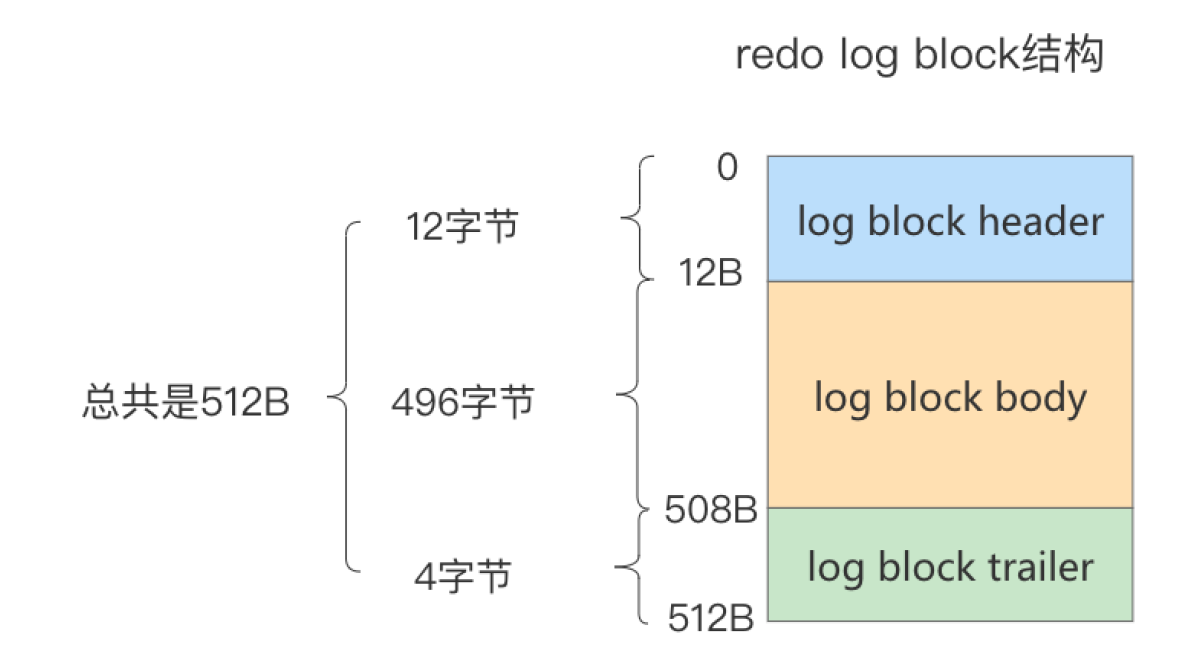 redo log block结构
0
log block header
12字节
12B
总共是512B
496字节
log block body
508B
4字节
log block trailer
512B